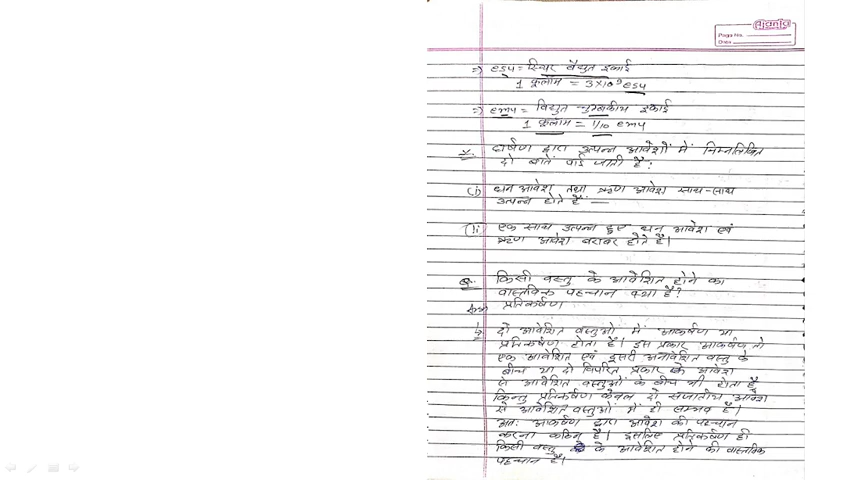 Ajanta
Page No.
Date
⇒ esu = स्थिर वैद्युत इकाई
1 कूलॉम = 3×10⁹ esu
⇒ emu = विद्युत चुम्बकीय इकाई
1 कूलॉम = 1/10 emu
घर्षण द्वारा उत्पन्न आवेशों में निम्नलिखित
दो बातें पाई जाती हैं:
(i) धन आवेश तथा ऋण आवेश साथ-साथ
उत्पन्न होते हैं —
(ii) एक साथ उत्पन्न हुए धन आवेश एवं
ऋण आवेश बराबर होते हैं।
Q. किसी वस्तु के आवेशित होने का
वास्तविक पहचान क्या है?
Ans प्रतिकर्षण
दो आवेशित वस्तुओं में आकर्षण या
प्रतिकर्षण होता है। इस प्रकार आकर्षण तो
एक आवेशित एवं दूसरी अनावेशित वस्तु के
बीच या दो विपरित प्रकार के आवेश
से आवेशित वस्तुओं के बीच भी होता है
किन्तु प्रतिकर्षण केवल दो सजातीय आवेश
से आवेशित वस्तुओं में ही सम्भव है।
अतः आकर्षण द्वारा आवेश की पहचान
करना कठिन है। इसलिए प्रतिकर्षण ही
किसी वस्तु के आवेशित होने की वास्तविक
पहचान है।